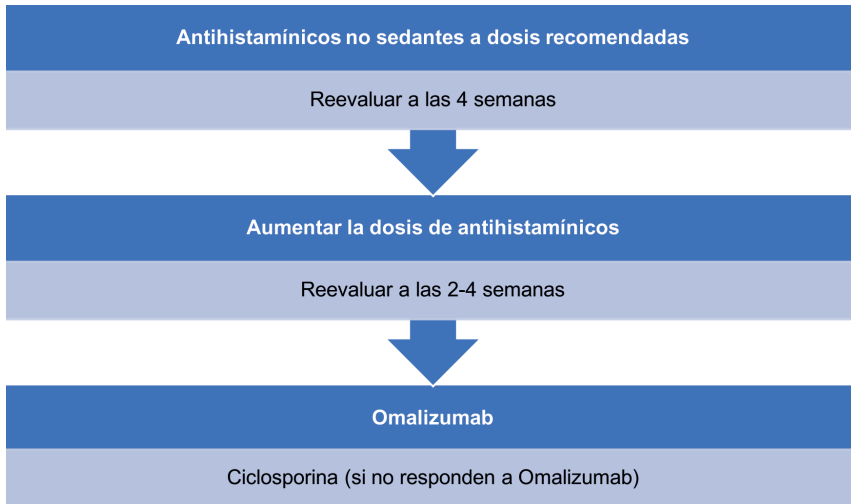 Antihistamínicos no sedantes a dosis recomendadas
Reevaluar a las 4 semanas
Aumentar la dosis de antihistamínicos
Reevaluar a las 2-4 semanas
Omalizumab
Ciclosporina (si no responden a Omalizumab)